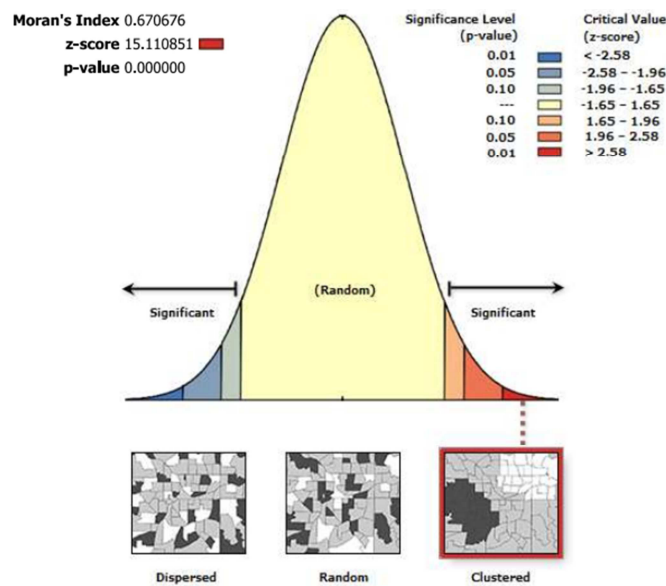 Moran's Index 0.670676
z-score 15.110851
p-value 0.000000
Significance Level
(p-value)
Critical Value
(z-score)
0.01 < -2.58
0.05 -2.58 – -1.96
0.10 -1.96 – -1.65
--- -1.65 – 1.65
0.10 1.65 – 1.96
0.05 1.96 – 2.58
0.01 > 2.58
(Random)
Significant
Significant
Dispersed
Random
Clustered